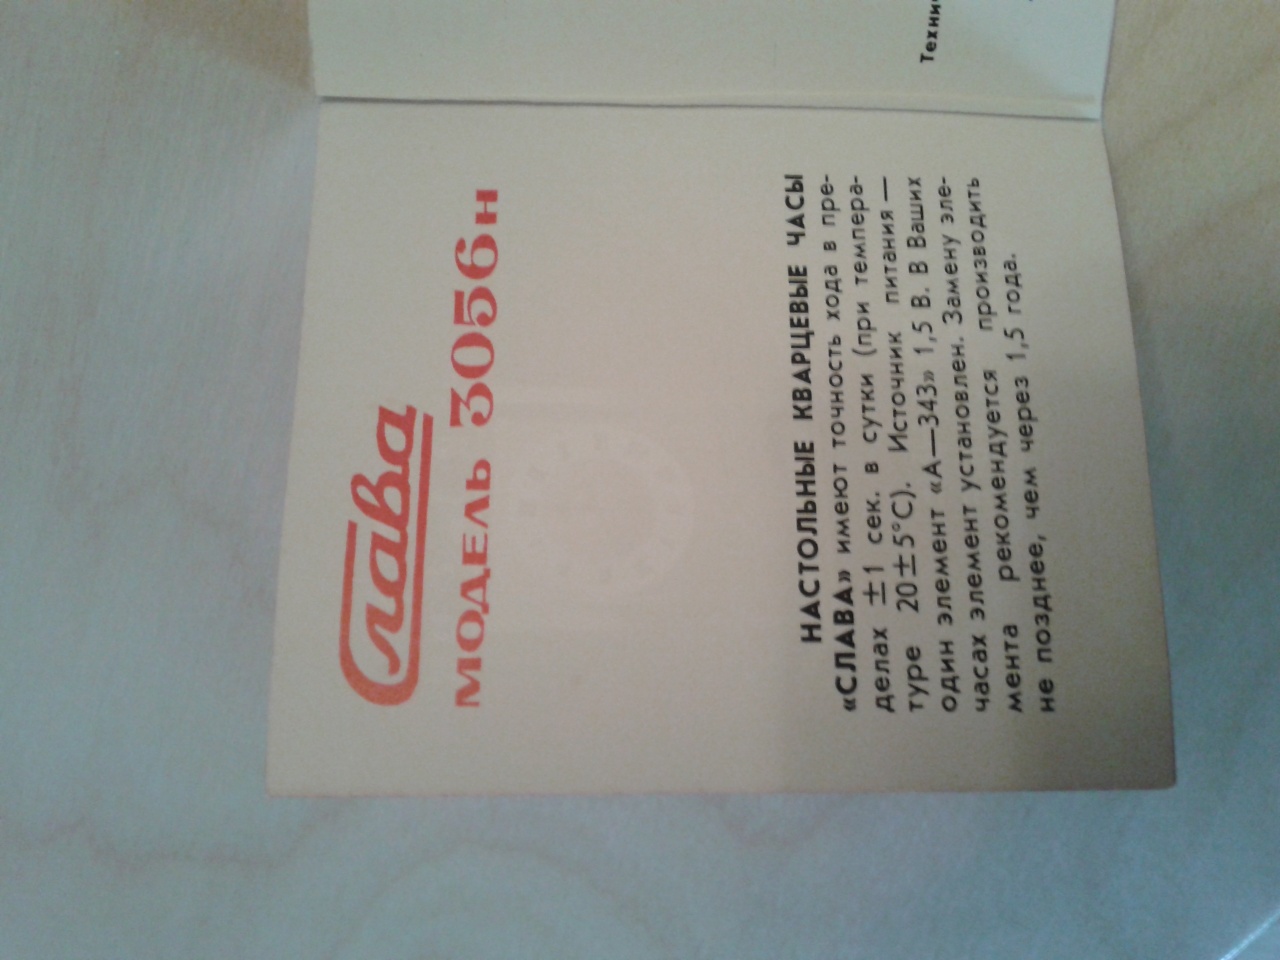 Слава
МОДЕЛЬ 3056н
НАСТОЛЬНЫЕ КВАРЦЕВЫЕ ЧАСЫ
«СЛАВА» имеют точность хода в пре-
делах ±1 сек. в сутки (при темпера-
туре 20±5°С). Источник питания —
один элемент «А—343» 1,5 В. В Ваших
часах элемент установлен. Замену эле-
мента рекомендуется производить
не позднее, чем через 1,5 года.